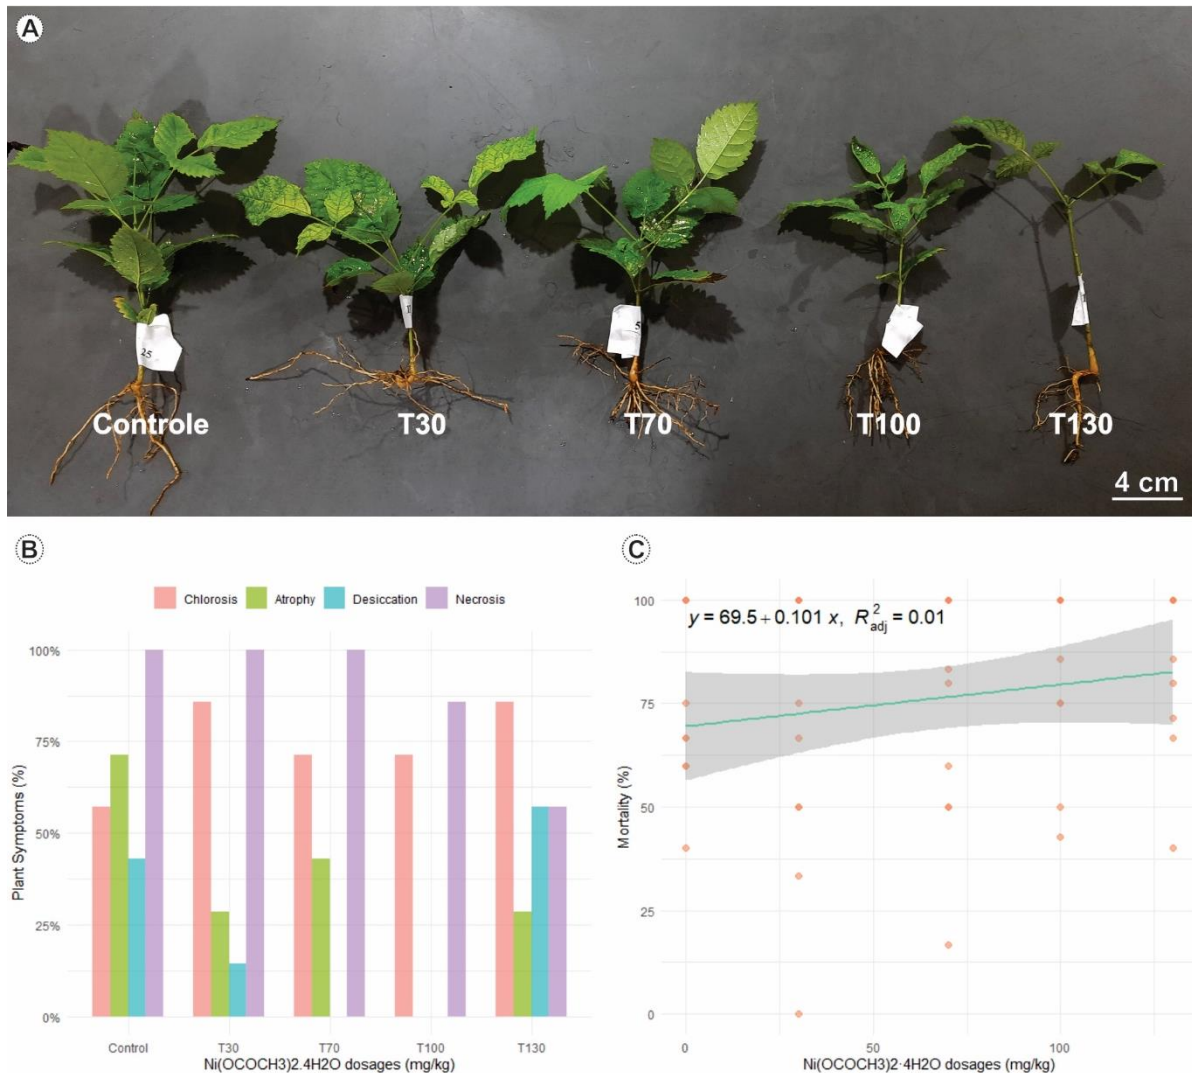 A
25
5
Controle
T30
T70
T100
T130
4 cm
B
Chlorosis
Atrophy
Desiccation
Necrosis
Plant Symptoms (%)
100%
75%
50%
25%
0%
Control
T30
T70
T100
T130
Ni(OCOCH3)2.4H2O dosages (mg/kg)
C
y = 69.5 + 0.101 x, R²adj = 0.01
Mortality (%)
100
75
50
25
0
0
50
100
Ni(OCOCH3)2·4H2O dosages (mg/kg)